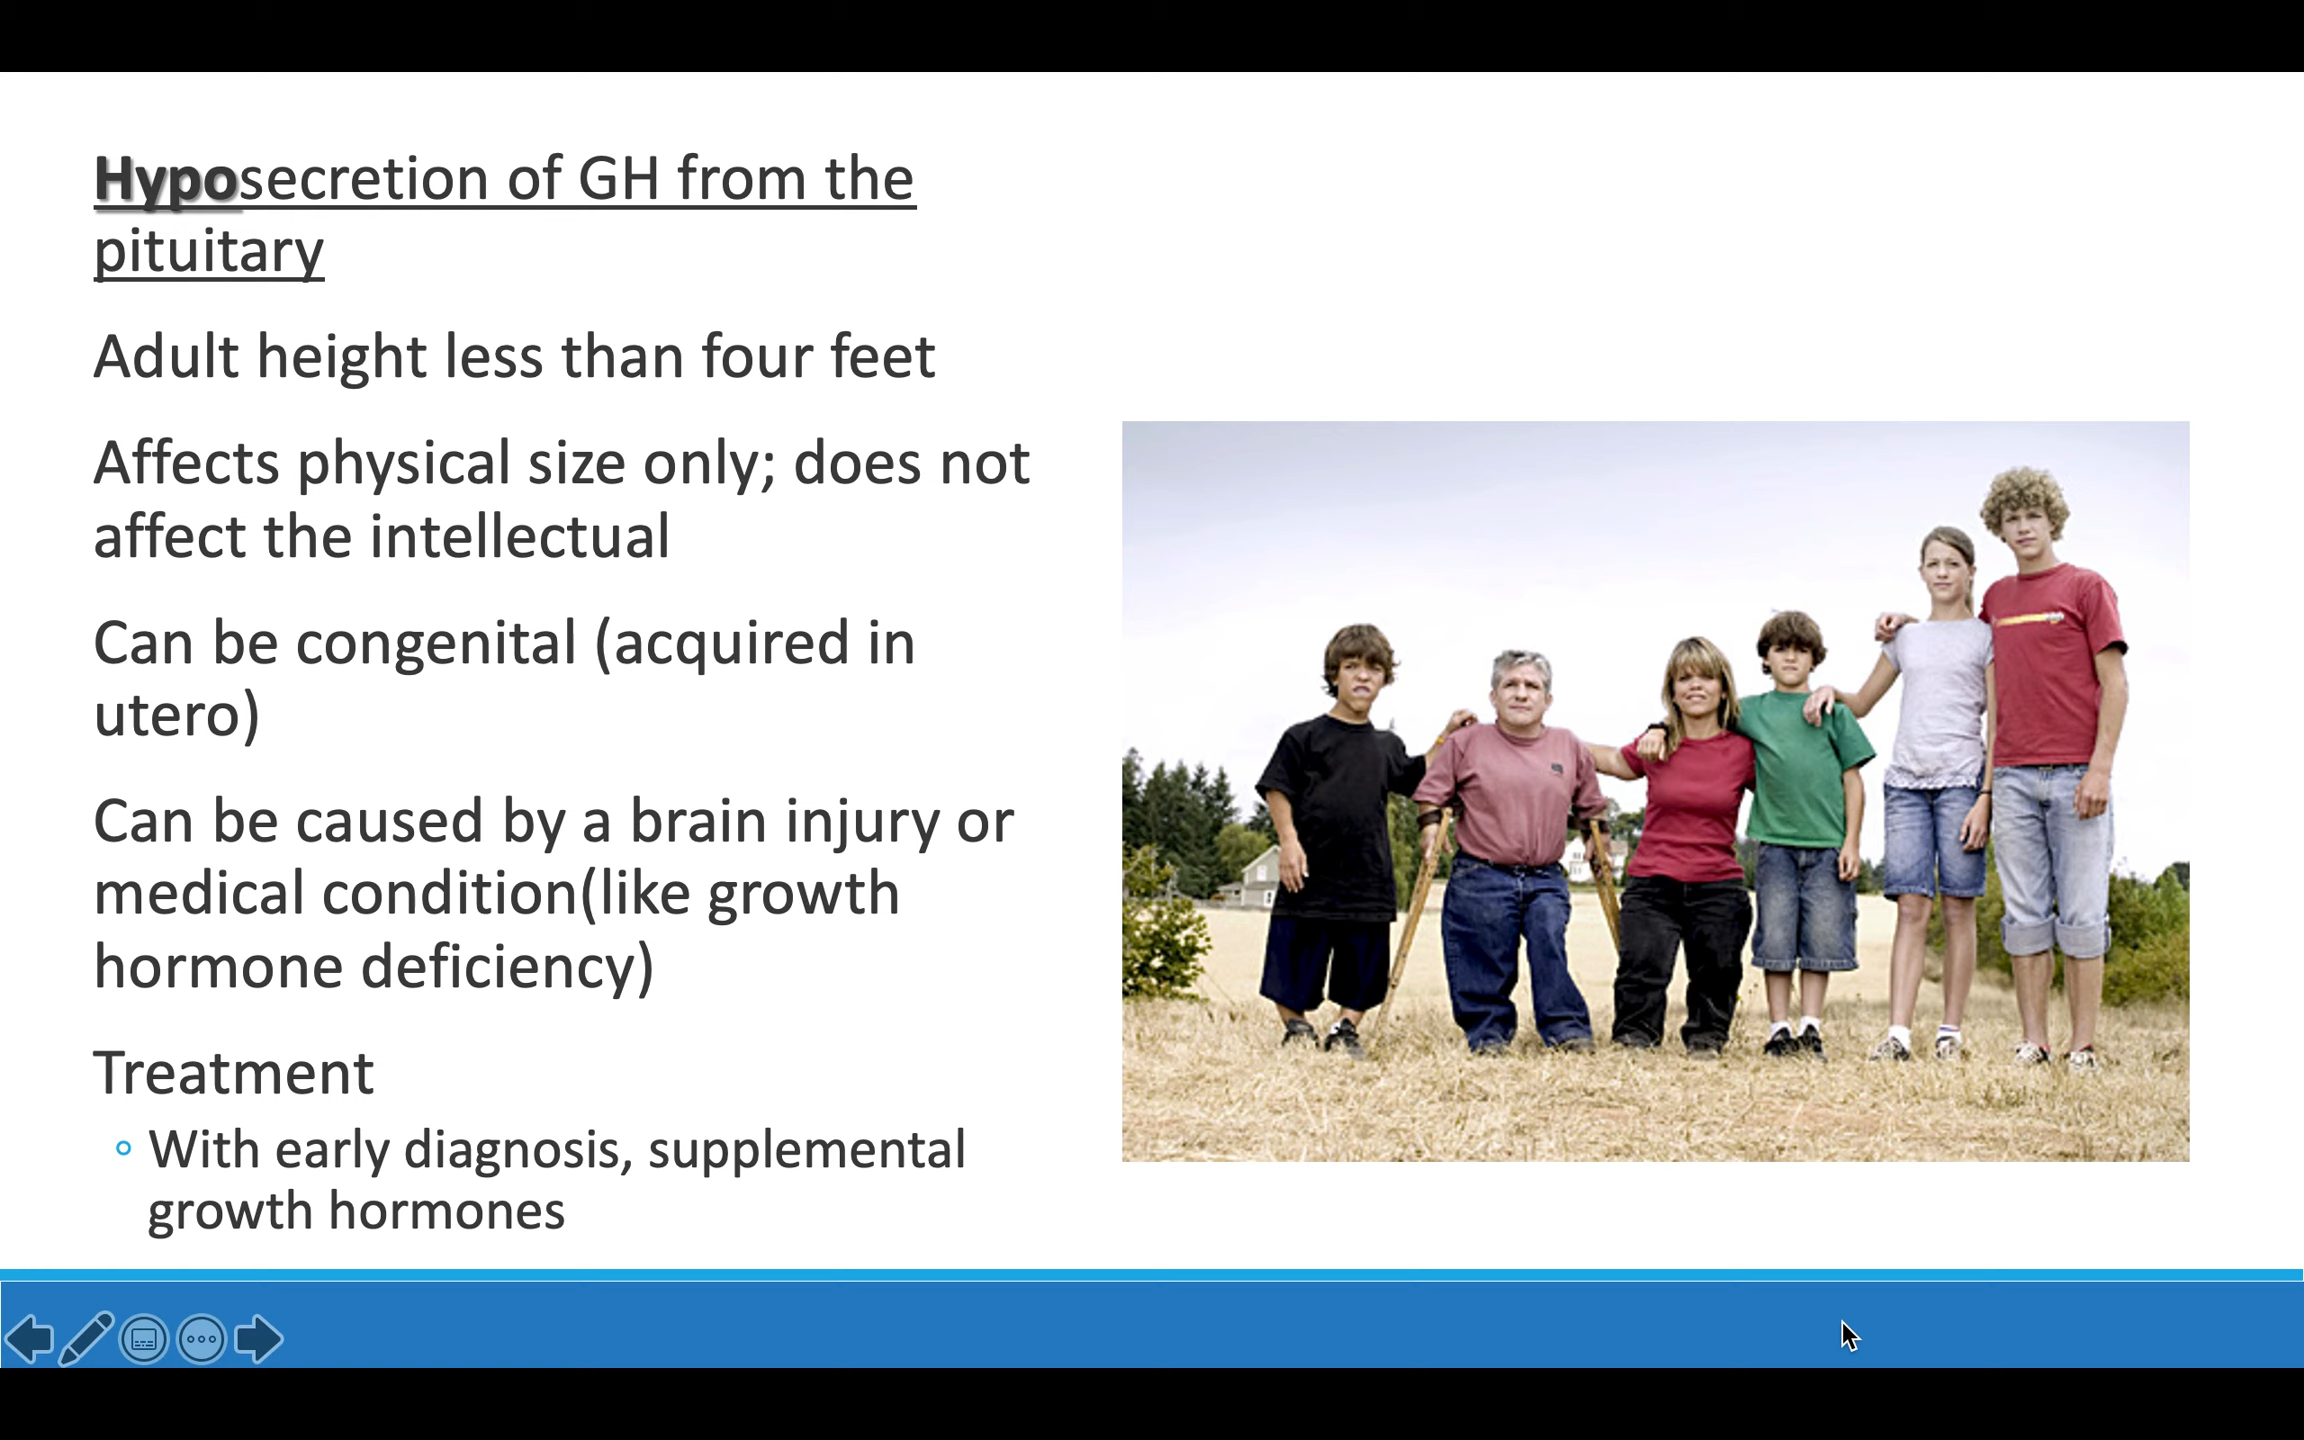 Hyposecretion of GH from the
pituitary
Adult height less than four feet
Affects physical size only; does not
affect the intellectual
Can be congenital (acquired in
utero)
Can be caused by a brain injury or
medical condition(like growth
hormone deficiency)
Treatment
With early diagnosis, supplemental
growth hormones